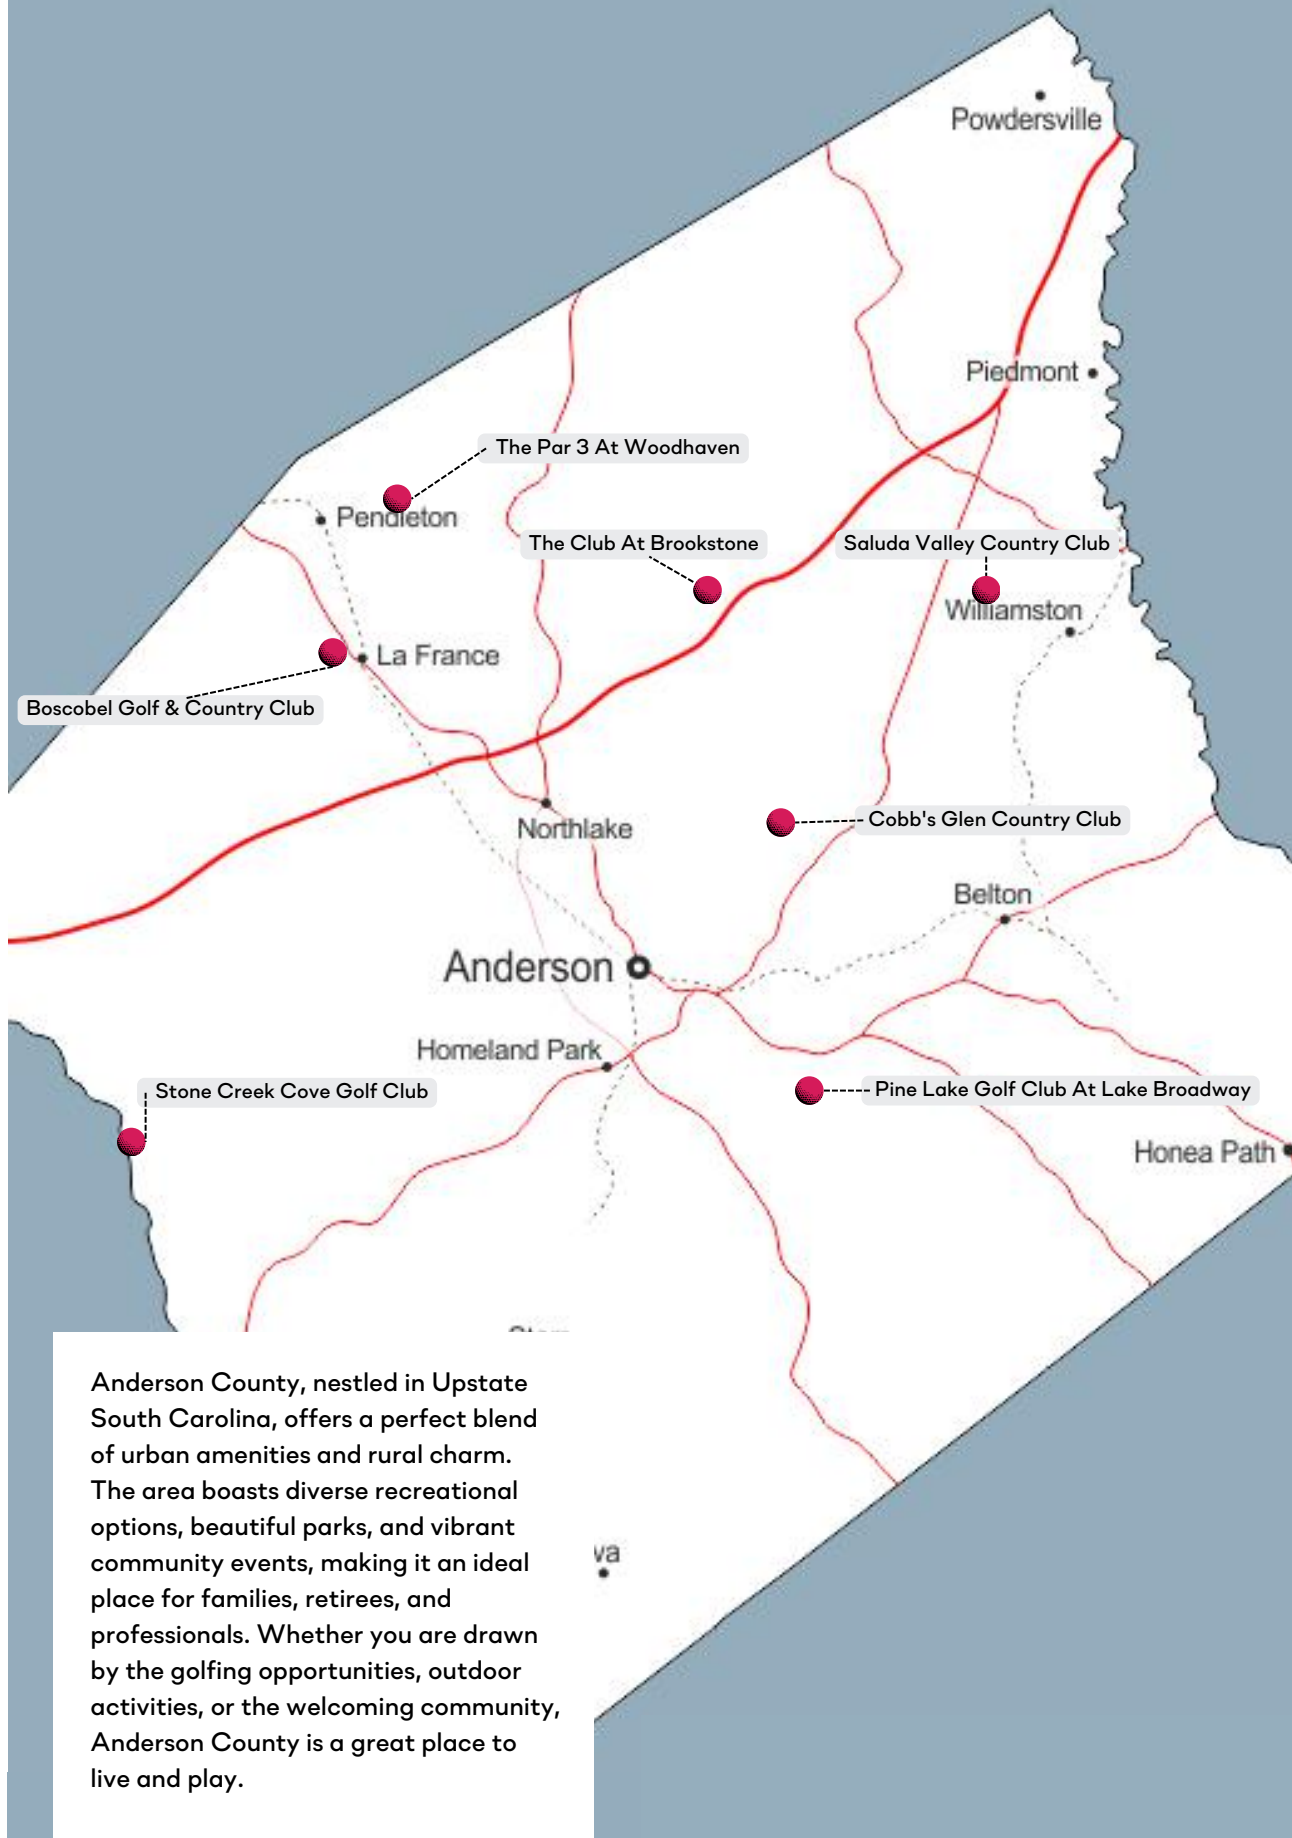 Powdersville
Piedmont
The Par 3 At Woodhaven
Pendleton
The Club At Brookstone
Saluda Valley Country Club
Williamston
La France
Boscobel Golf & Country Club
Northlake
Cobb's Glen Country Club
Belton
Anderson
Homeland Park
Stone Creek Cove Golf Club
Pine Lake Golf Club At Lake Broadway
Honea Path
va
Anderson County, nestled in Upstate
South Carolina, offers a perfect blend
of urban amenities and rural charm.
The area boasts diverse recreational
options, beautiful parks, and vibrant
community events, making it an ideal
place for families, retirees, and
professionals. Whether you are drawn
by the golfing opportunities, outdoor
activities, or the welcoming community,
Anderson County is a great place to
live and play.